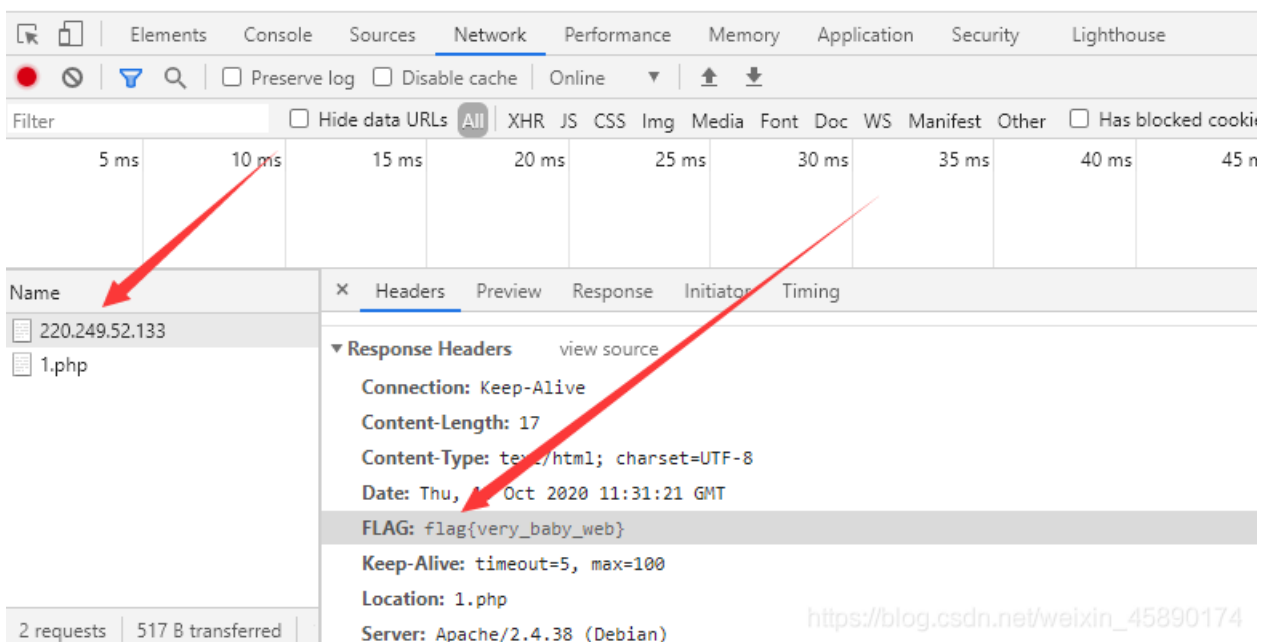 Elements Console Sources Network Performance Memory Application Security Lighthouse
Preserve log Disable cache Online
Filter Hide data URLs All XHR JS CSS Img Media Font Doc WS Manifest Other Has blocked cookie
5 ms 10 ms 15 ms 20 ms 25 ms 30 ms 35 ms 40 ms 45 m
Name × Headers Preview Response Initiator Timing
220.249.52.133
1.php
Response Headers view source
Connection: Keep-Alive
Content-Length: 17
Content-Type: text/html; charset=UTF-8
Date: Thu, Oct 2020 11:31:21 GMT
FLAG: flag{very_baby_web}
Keep-Alive: timeout=5, max=100
Location: 1.php
Server: Apache/2.4.38 (Debian)
2 requests 517 B transferred
https://blog.csdn.net/weixin_45890174